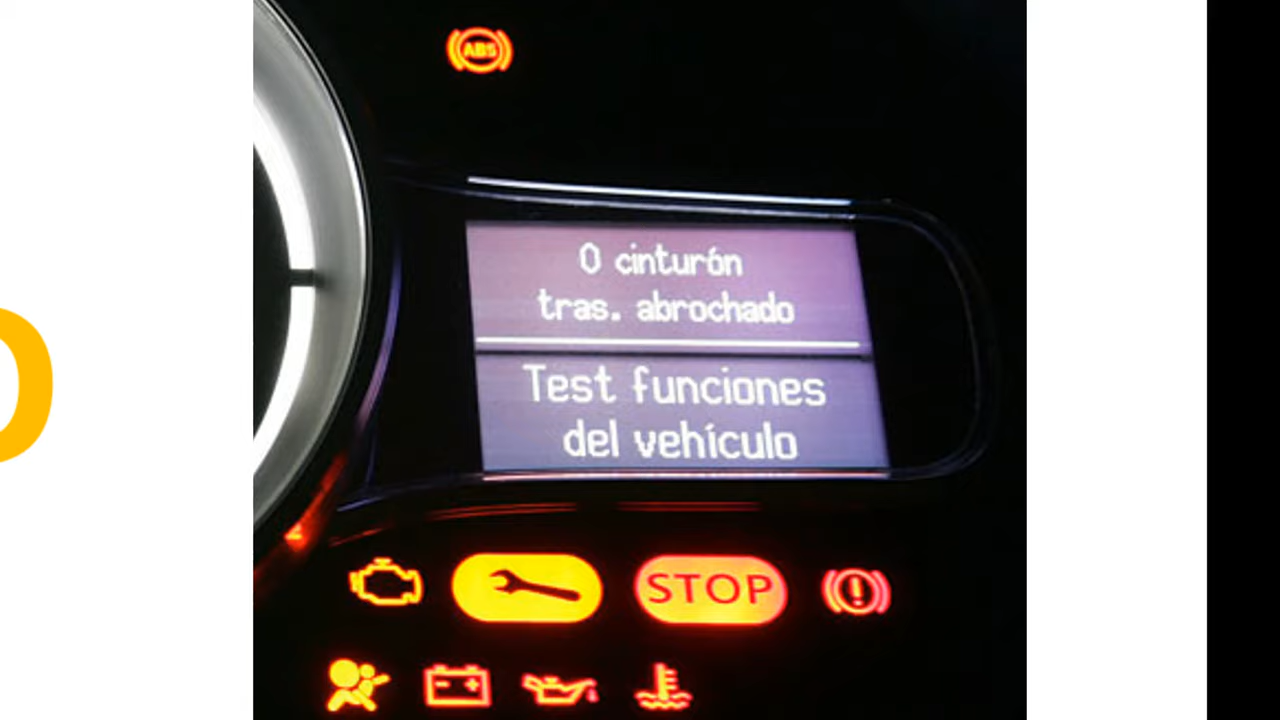 ABS
0 cinturón
tras. abrochado
Test funciones
del vehículo
STOP